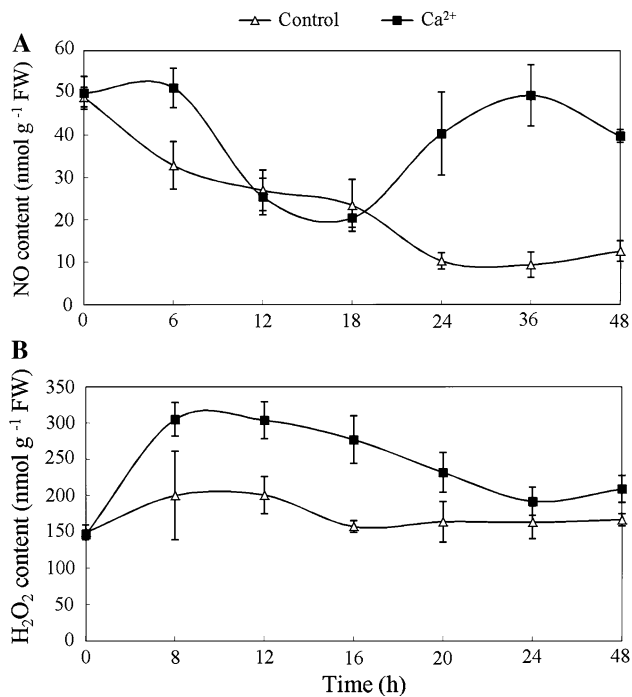 Control Ca²⁺
A
NO content (nmol g⁻¹ FW)
60
50
40
30
20
10
0
0 6 12 18 24 36 48
B
H₂O₂ content (nmol g⁻¹ FW)
350
300
250
200
150
100
50
0
0 8 12 16 20 24 48
Time (h)